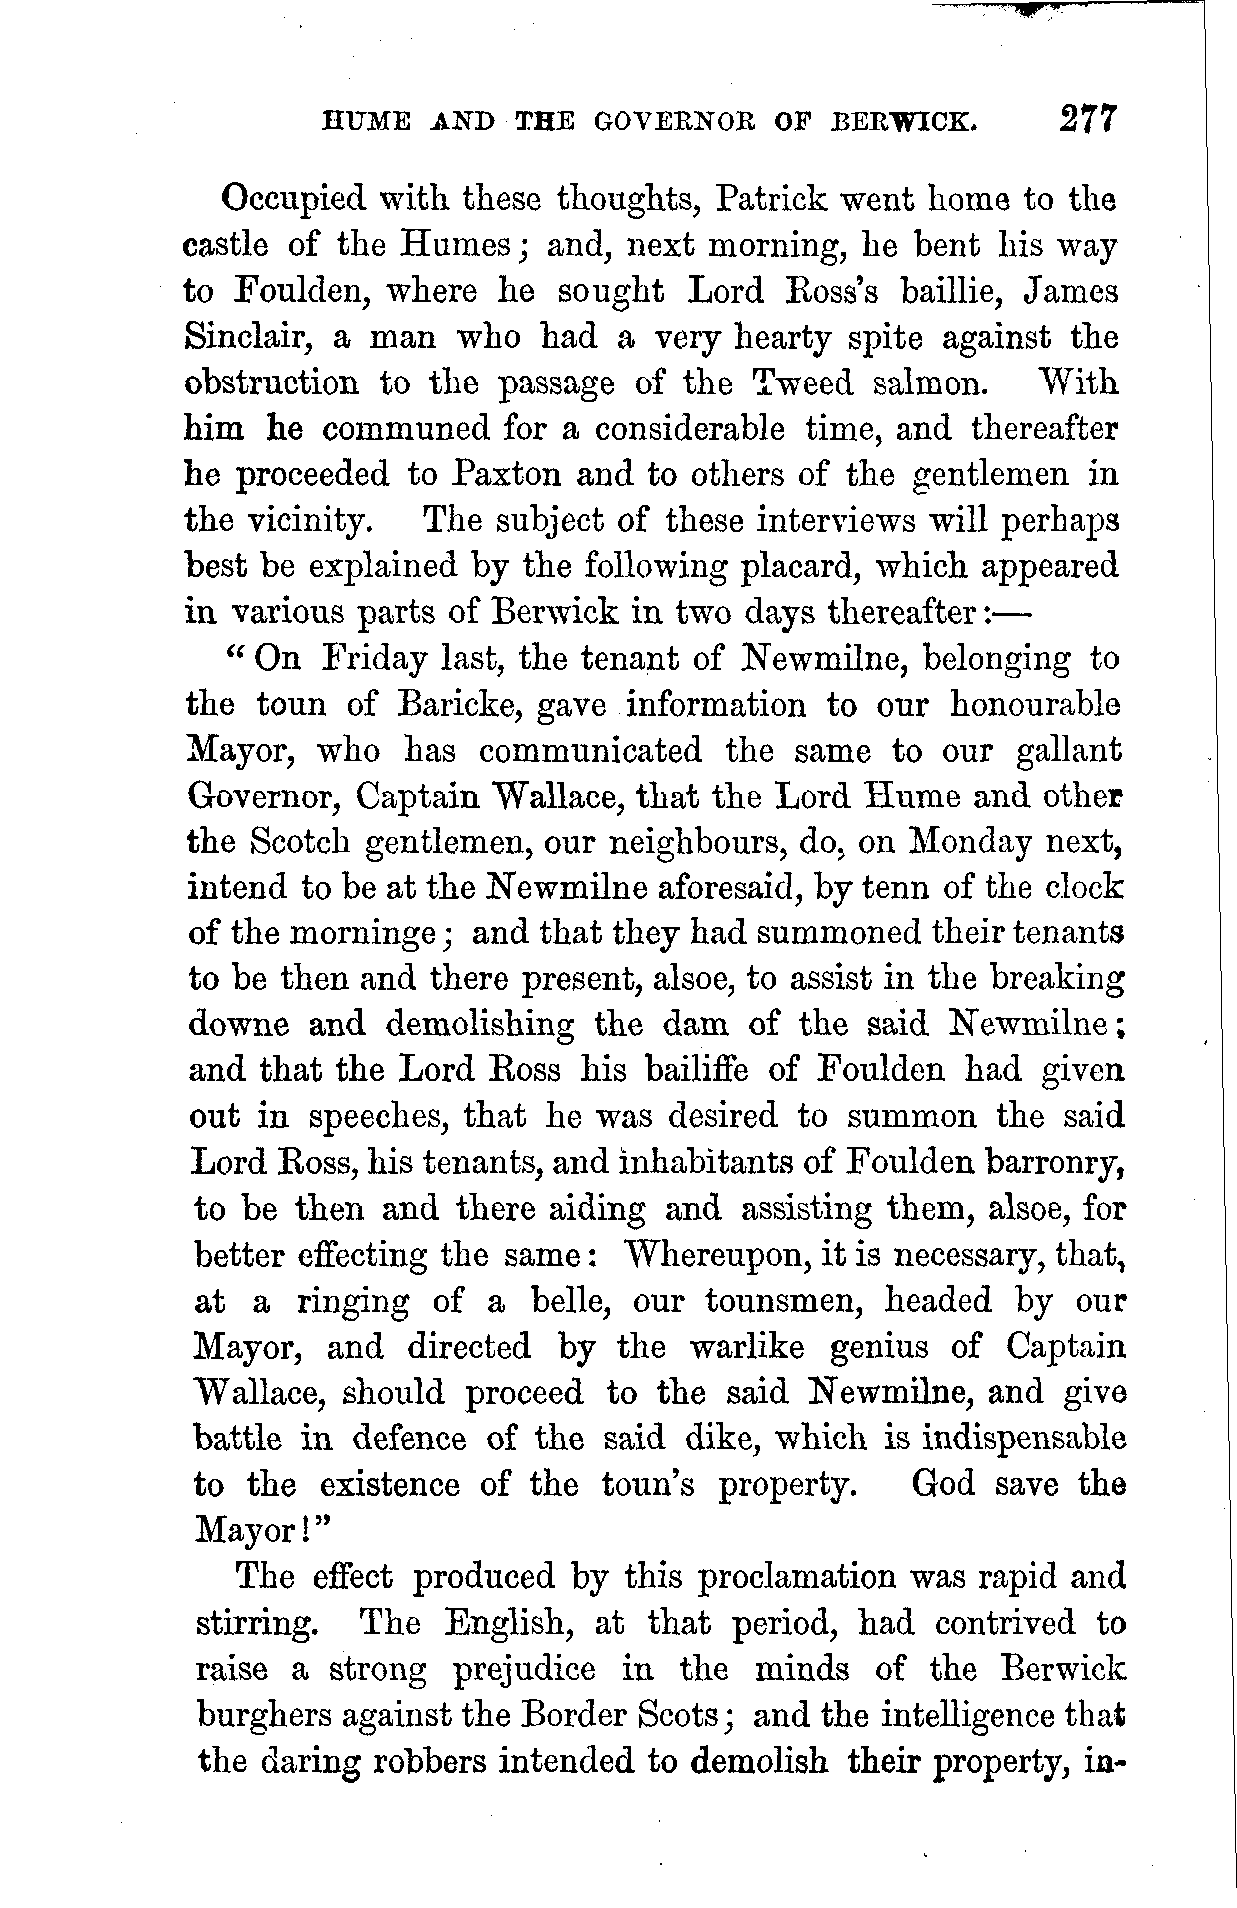 HUME AND THE GOVERNOR OF BERWICK. 277
Occupied with these thoughts, Patrick went home to the
castle of the Humes; and, next morning, he bent his way
to Foulden, where he sought Lord Ross's baillie, James
Sinclair, a man who had a very hearty spite against the
obstruction to the passage of the Tweed salmon. With
him he communed for a considerable time, and thereafter
he proceeded to Paxton and to others of the gentlemen in
the vicinity. The subject of these interviews will perhaps
best be explained by the following placard, which appeared
in various parts of Berwick in two days thereafter:—
"On Friday last, the tenant of Newmilne, belonging to
the toun of Baricke, gave information to our honourable
Mayor, who has communicated the same to our gallant
Governor, Captain Wallace, that the Lord Hume and other
the Scotch gentlemen, our neighbours, do, on Monday next,
intend to be at the Newmilne aforesaid, by tenn of the clock
of the morninge; and that they had summoned their tenants
to be then and there present, alsoe, to assist in the breaking
downe and demolishing the dam of the said Newmilne;
and that the Lord Ross his bailiffe of Foulden had given
out in speeches, that he was desired to summon the said
Lord Ross, his tenants, and inhabitants of Foulden barronry,
to be then and there aiding and assisting them, alsoe, for
better effecting the same: Whereupon, it is necessary, that,
at a ringing of a belle, our tounsmen, headed by our
Mayor, and directed by the warlike genius of Captain
Wallace, should proceed to the said Newmilne, and give
battle in defence of the said dike, which is indispensable
to the existence of the toun's property. God save the
Mayor!"
The effect produced by this proclamation was rapid and
stirring. The English, at that period, had contrived to
raise a strong prejudice in the minds of the Berwick
burghers against the Border Scots; and the intelligence that
the daring robbers intended to demolish their property, in-